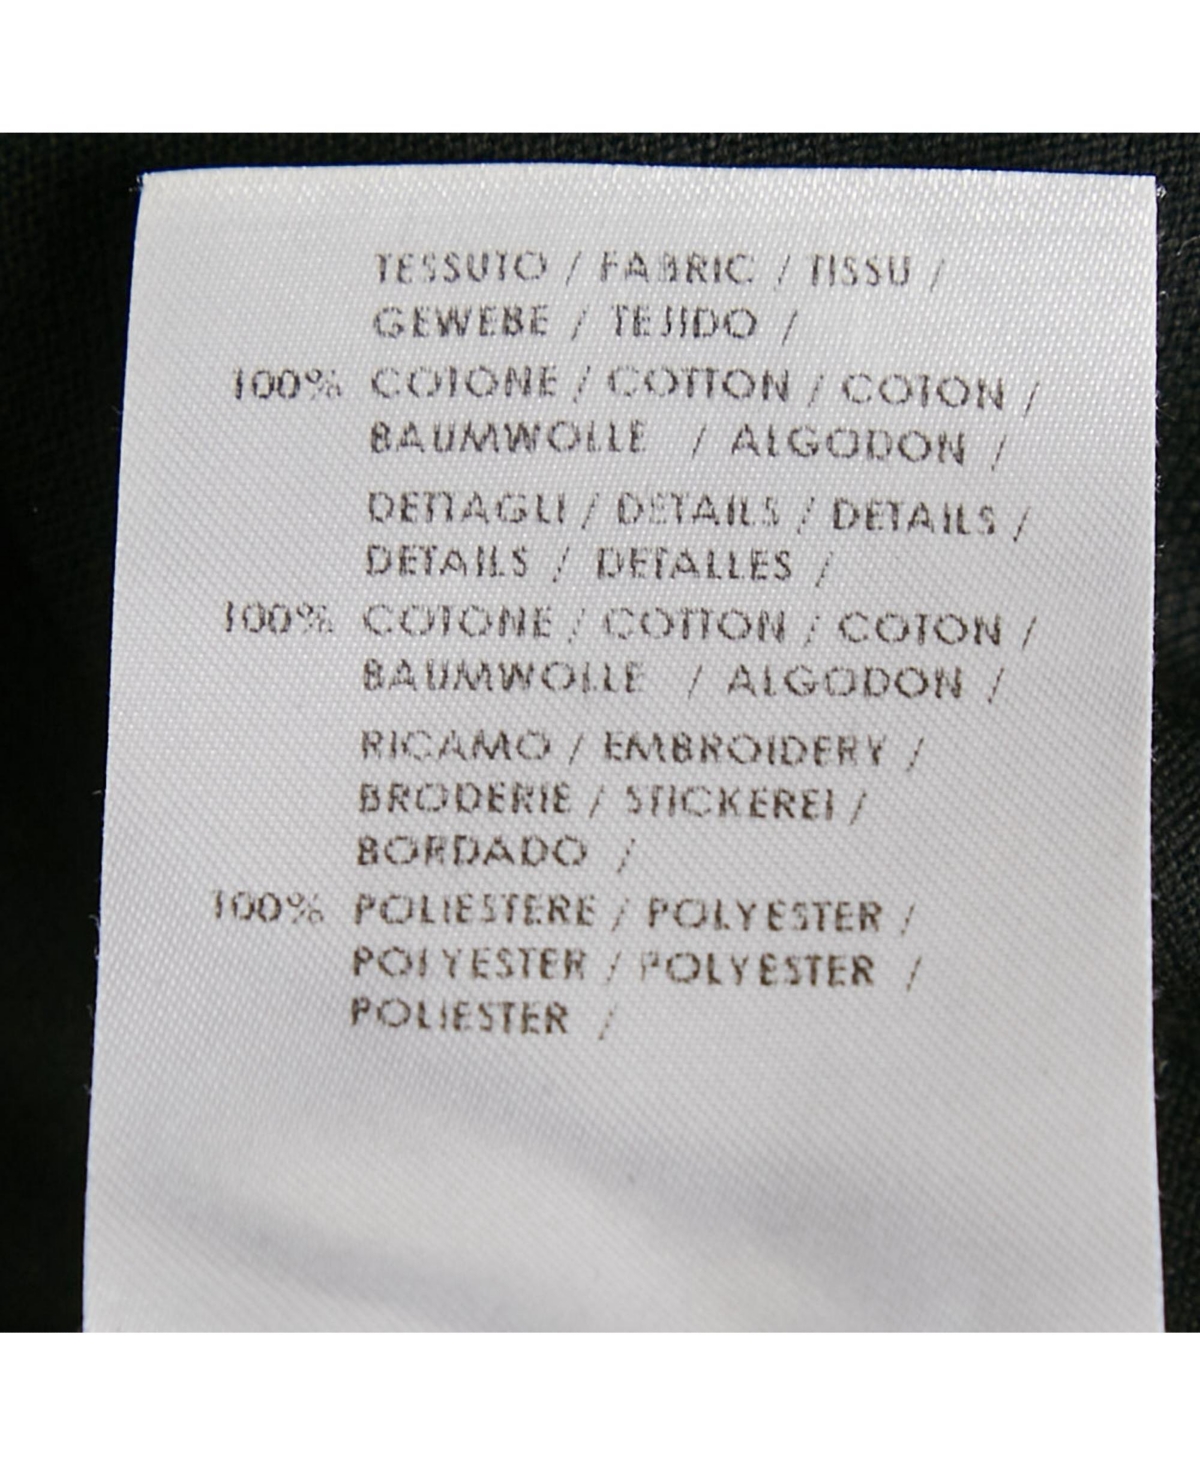 TESSUTO / FABRIC / TISSU /
GEWEBE / TEJIDO /
100% COTONE / COTTON / COTON /
BAUMWOLLE / ALGODON /
DETTAGLI / DETAILS / DETAILS /
DETAILS / DETALLES /
100% COTONE / COTTON / COTON /
BAUMWOLLE / ALGODON /
RICAMO / EMBROIDERY /
BRODERIE / STICKEREI /
BORDADO /
100% POLIESTERE / POLYESTER /
POLYESTER / POLYESTER /
POLIESTER /